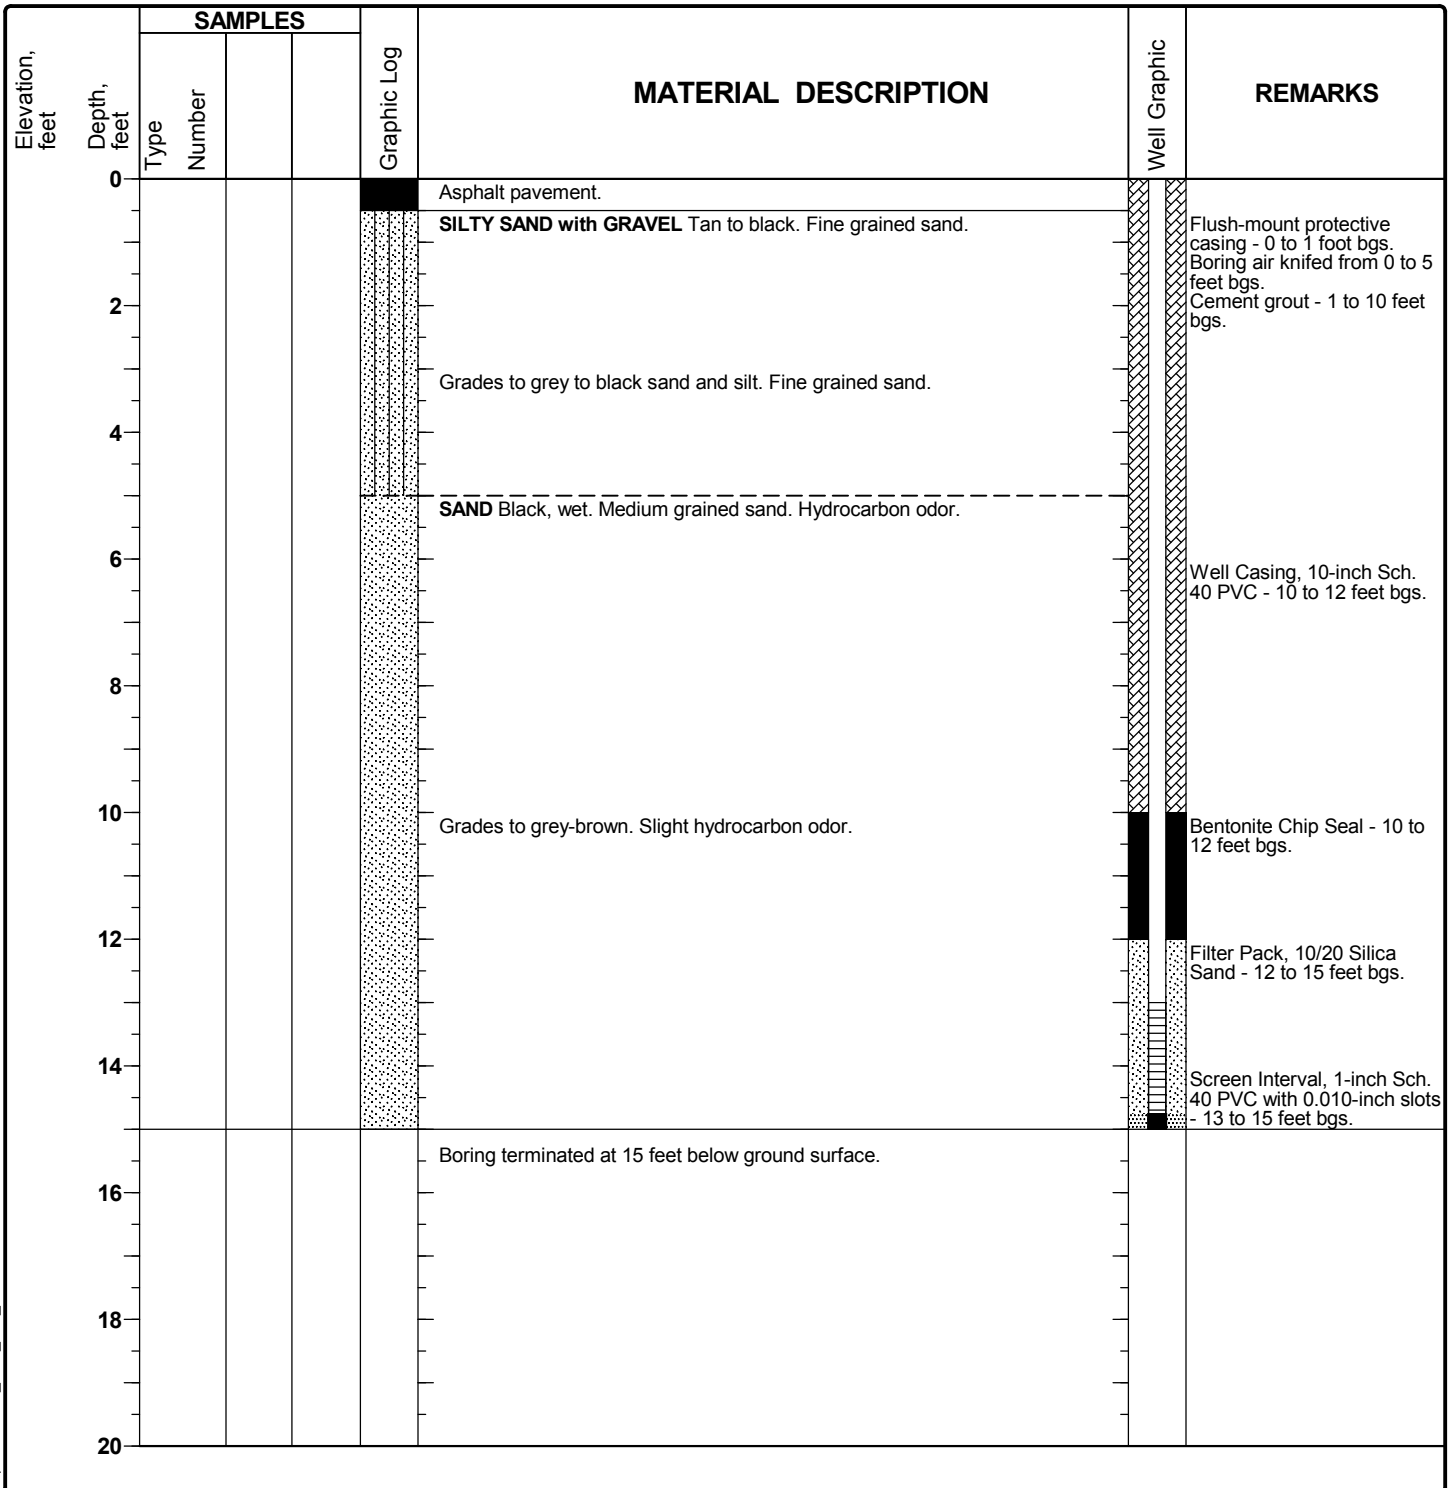 SAMPLES
Elevation,
feet
Depth,
feet
Type
Number
Graphic Log
MATERIAL DESCRIPTION
Well Graphic
REMARKS
0
Asphalt pavement.
SILTY SAND with GRAVEL Tan to black. Fine grained sand.
Flush-mount protective
casing - 0 to 1 foot bgs.
Boring air knifed from 0 to 5
feet bgs.
2
Cement grout - 1 to 10 feet
bgs.
Grades to grey to black sand and silt. Fine grained sand.
4
SAND Black, wet. Medium grained sand. Hydrocarbon odor.
6
Well Casing, 10-inch Sch.
40 PVC - 10 to 12 feet bgs.
8
10
Grades to grey-brown. Slight hydrocarbon odor.
Bentonite Chip Seal - 10 to
12 feet bgs.
12
Filter Pack, 10/20 Silica
Sand - 12 to 15 feet bgs.
14
Screen Interval, 1-inch Sch.
40 PVC with 0.010-inch slots
- 13 to 15 feet bgs.
Boring terminated at 15 feet below ground surface.
16
18
20